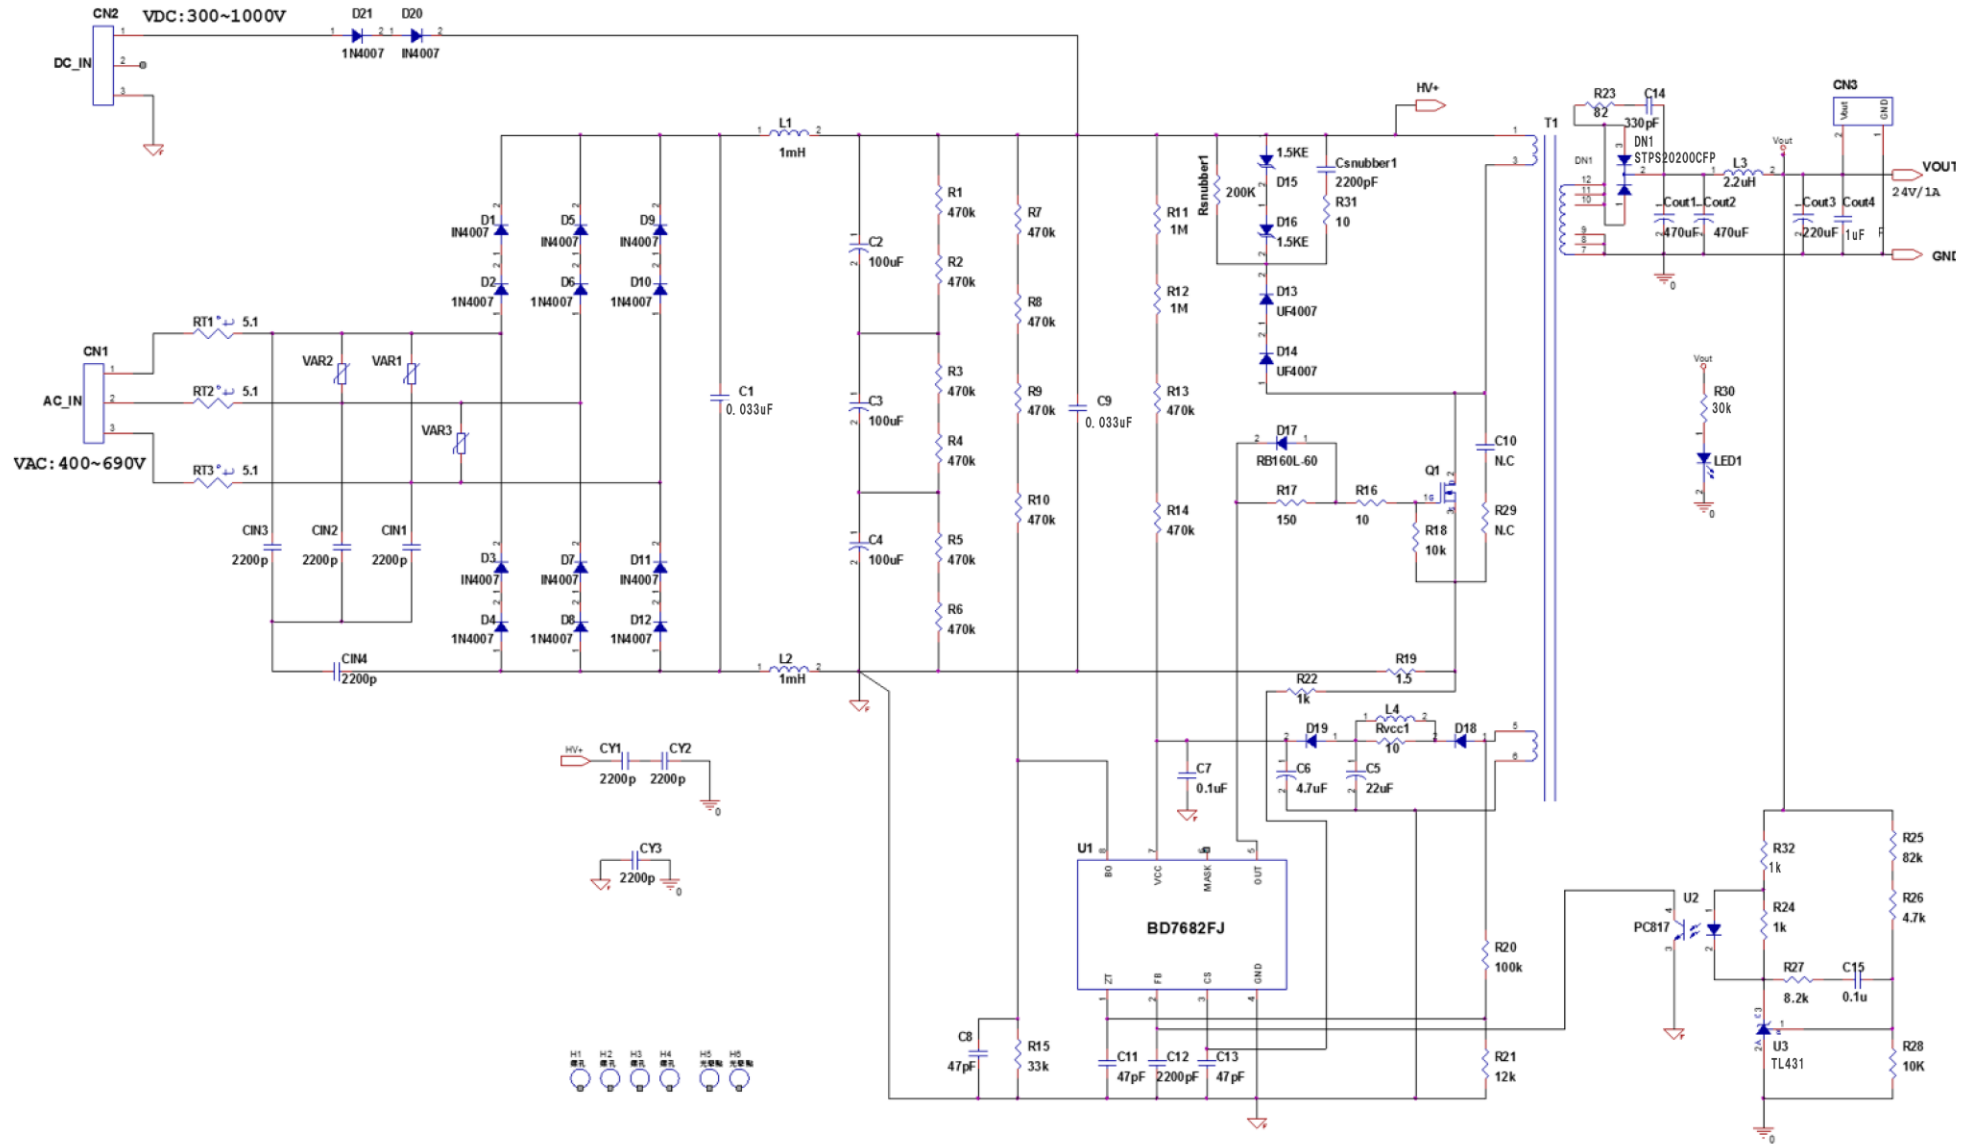 CN2
VDC:300~1000V
D21
D20
1N4007
IN4007
DC_IN
1
2
3
HV+
CN3
Vout
GND
R23
82
C14
330pF
DN1
STPS20200CFP
DN1
T1
L3
2.2uH
Vout
VOUT
24V/1A
Cout1
470uF
Cout2
470uF
Cout3
220uF
Cout4
1uF
GND
L1
1mH
R1
470k
R2
470k
R3
470k
R4
470k
R5
470k
R6
470k
R7
470k
R8
470k
R9
470k
R10
470k
R11
1M
R12
1M
R13
470k
R14
470k
Rsnubber1
200K
1.5KE
D15
D16
1.5KE
Csnubber1
2200pF
R31
10
D13
UF4007
D14
UF4007
D1
IN4007
D2
1N4007
D5
IN4007
D6
1N4007
D9
IN4007
D10
1N4007
C2
100uF
C3
100uF
C4
100uF
C1
0.033uF
C9
0.033uF
CN1
AC_IN
VAC:400~690V
RT1
5.1
RT2
5.1
RT3
5.1
VAR2
VAR1
VAR3
CIN3
2200p
CIN2
2200p
CIN1
2200p
CIN4
2200p
D3
IN4007
D4
1N4007
D7
IN4007
D8
1N4007
D11
IN4007
D12
1N4007
L2
1mH
D17
RB160L-60
R17
150
R16
10
Q1
R18
10k
C10
N.C
R29
N.C
R19
1.5
R22
1k
Vout
R30
30k
LED1
HV+
CY1
2200p
CY2
2200p
CY3
2200p
D19
L4
Rvcc1
10
D18
C7
0.1uF
C6
4.7uF
C5
22uF
U1
BO
VCC
MASK
OUT
BD7682FJ
ZT
FB
CS
GND
R20
100k
R21
12k
C8
47pF
R15
33k
C11
47pF
C12
2200pF
C13
47pF
U2
PC817
R32
1k
R24
1k
R25
82k
R26
4.7k
R27
8.2k
C15
0.1u
U3
TL431
R28
10K
H1
H2
H3
H4
H5
H6